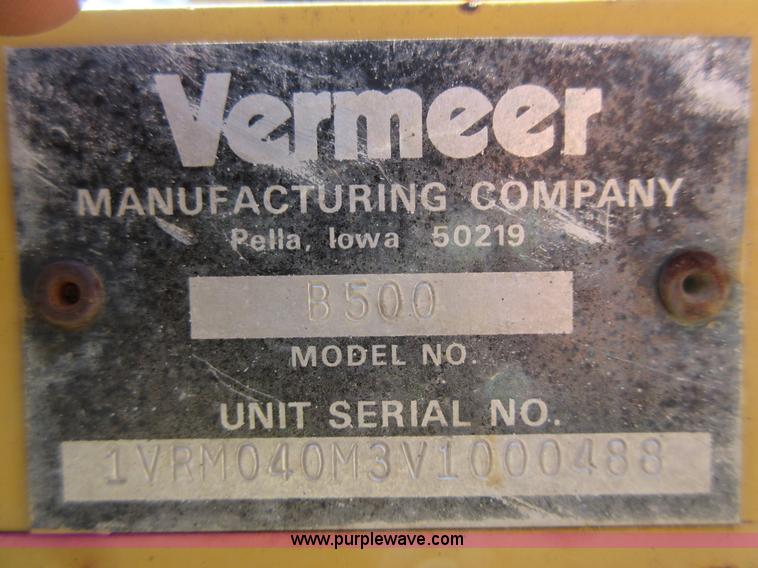 Vermeer
MANUFACTURING COMPANY
Pella, Iowa 50219
B500
MODEL NO.
UNIT SERIAL NO.
1VRM040M3V1000488
www.purplewave.com